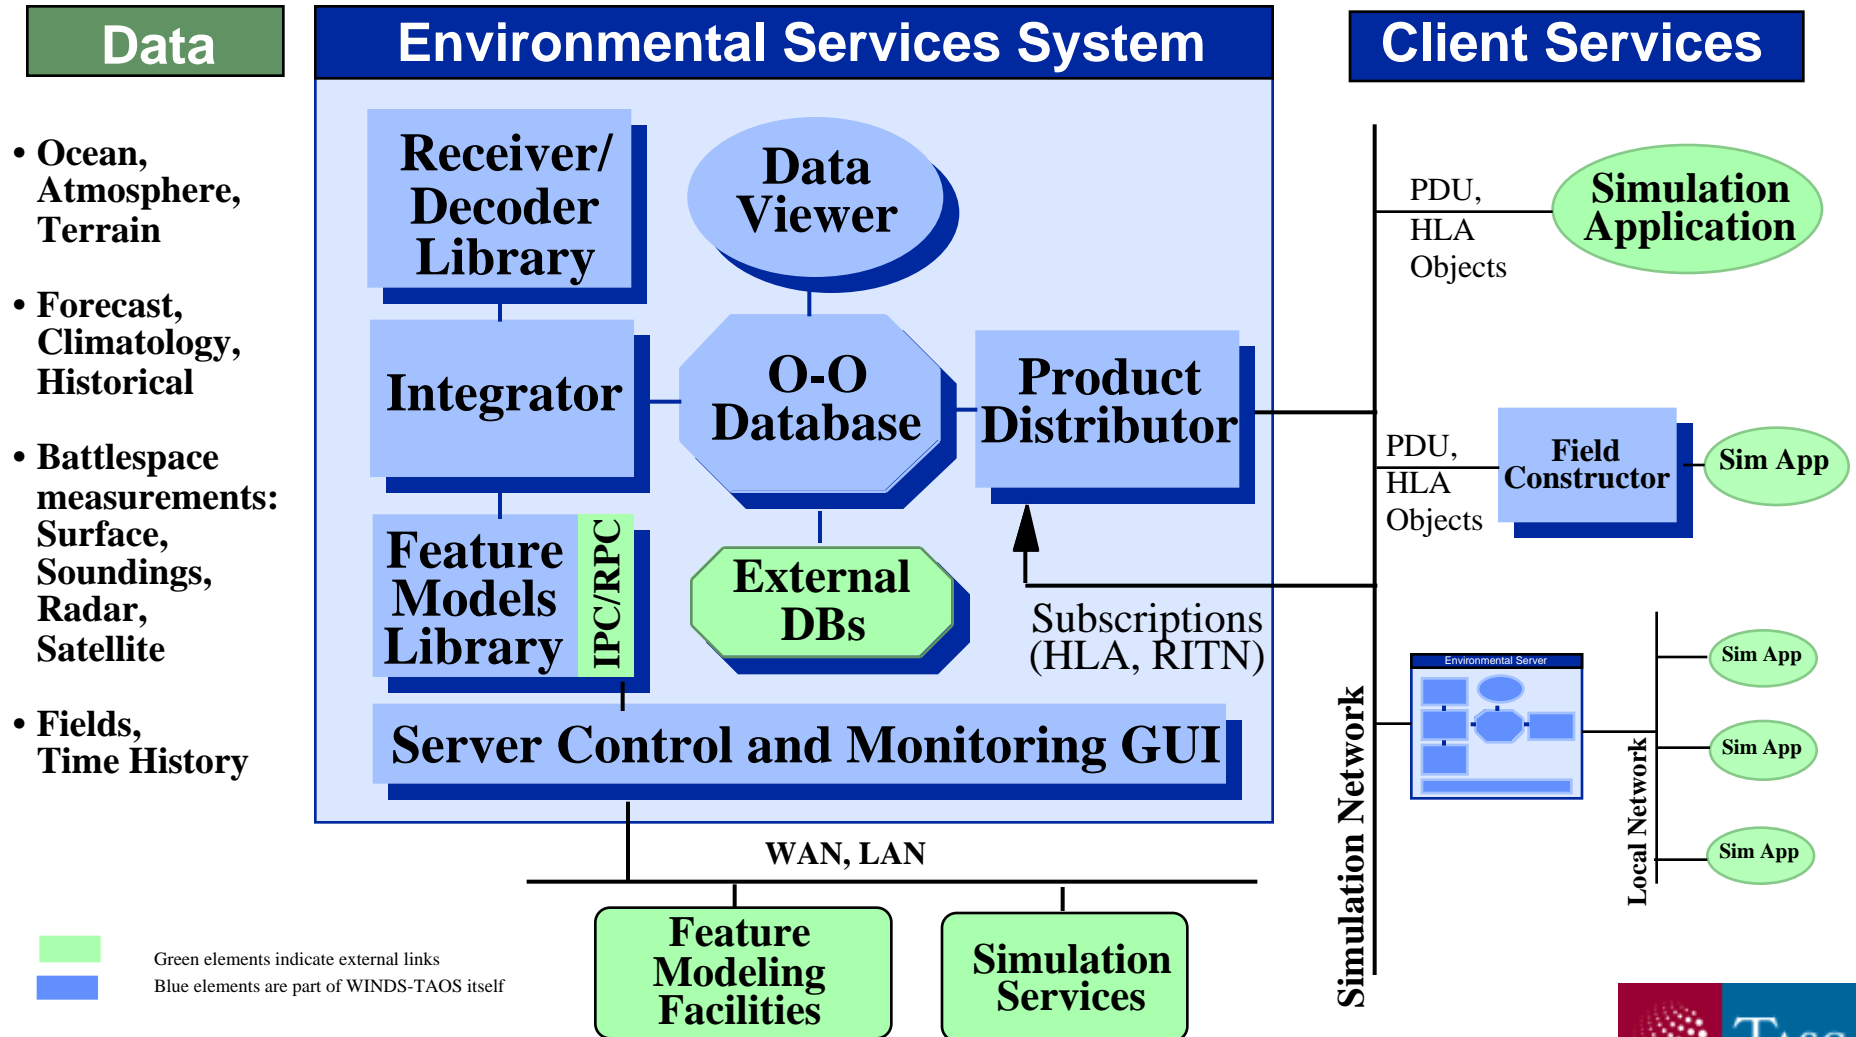 Data
Environmental Services System
Client Services
• Ocean,
Atmosphere,
Terrain
• Forecast,
Climatology,
Historical
• Battlespace
measurements:
Surface,
Soundings,
Radar,
Satellite
• Fields,
Time History
Receiver/
Decoder
Library
Data
Viewer
Integrator
O-O
Database
Product
Distributor
Feature
Models
Library
IPC/RPC
External
DBs
Subscriptions
(HLA, RITN)
Server Control and Monitoring GUI
WAN, LAN
Feature
Modeling
Facilities
Simulation
Services
PDU,
HLA
Objects
Simulation
Application
PDU,
HLA
Objects
Field
Constructor
Sim App
Simulation Network
Environmental Server
Local Network
Sim App
Sim App
Sim App
Green elements indicate external links
Blue elements are part of WINDS-TAOS itself